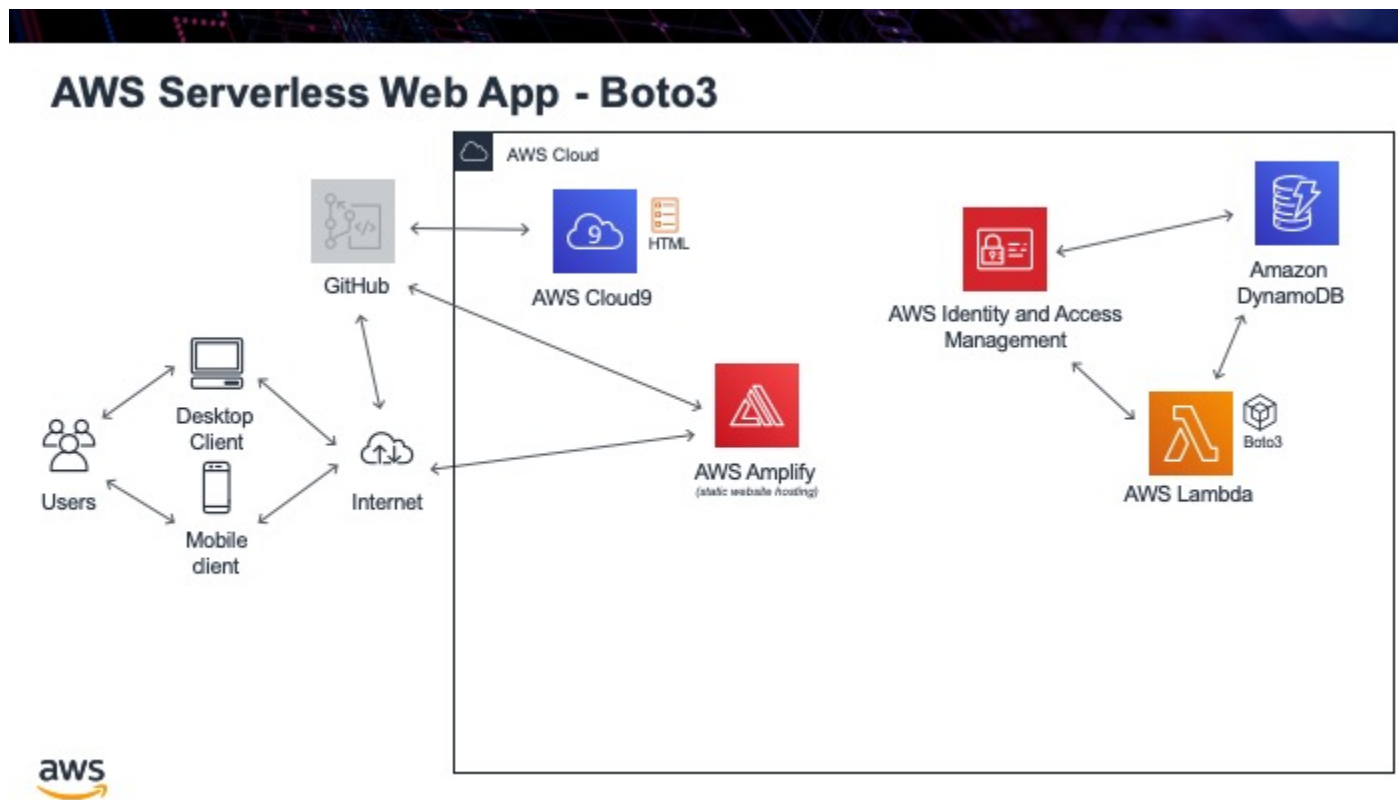 AWS Serverless Web App - Boto3
AWS Cloud
GitHub
9
HTML
AWS Cloud9
Amazon
DynamoDB
AWS Identity and Access
Management
Desktop
Client
Users
Internet
Mobile
client
AWS Amplify
(static website hosting)
Boto3
AWS Lambda
aws